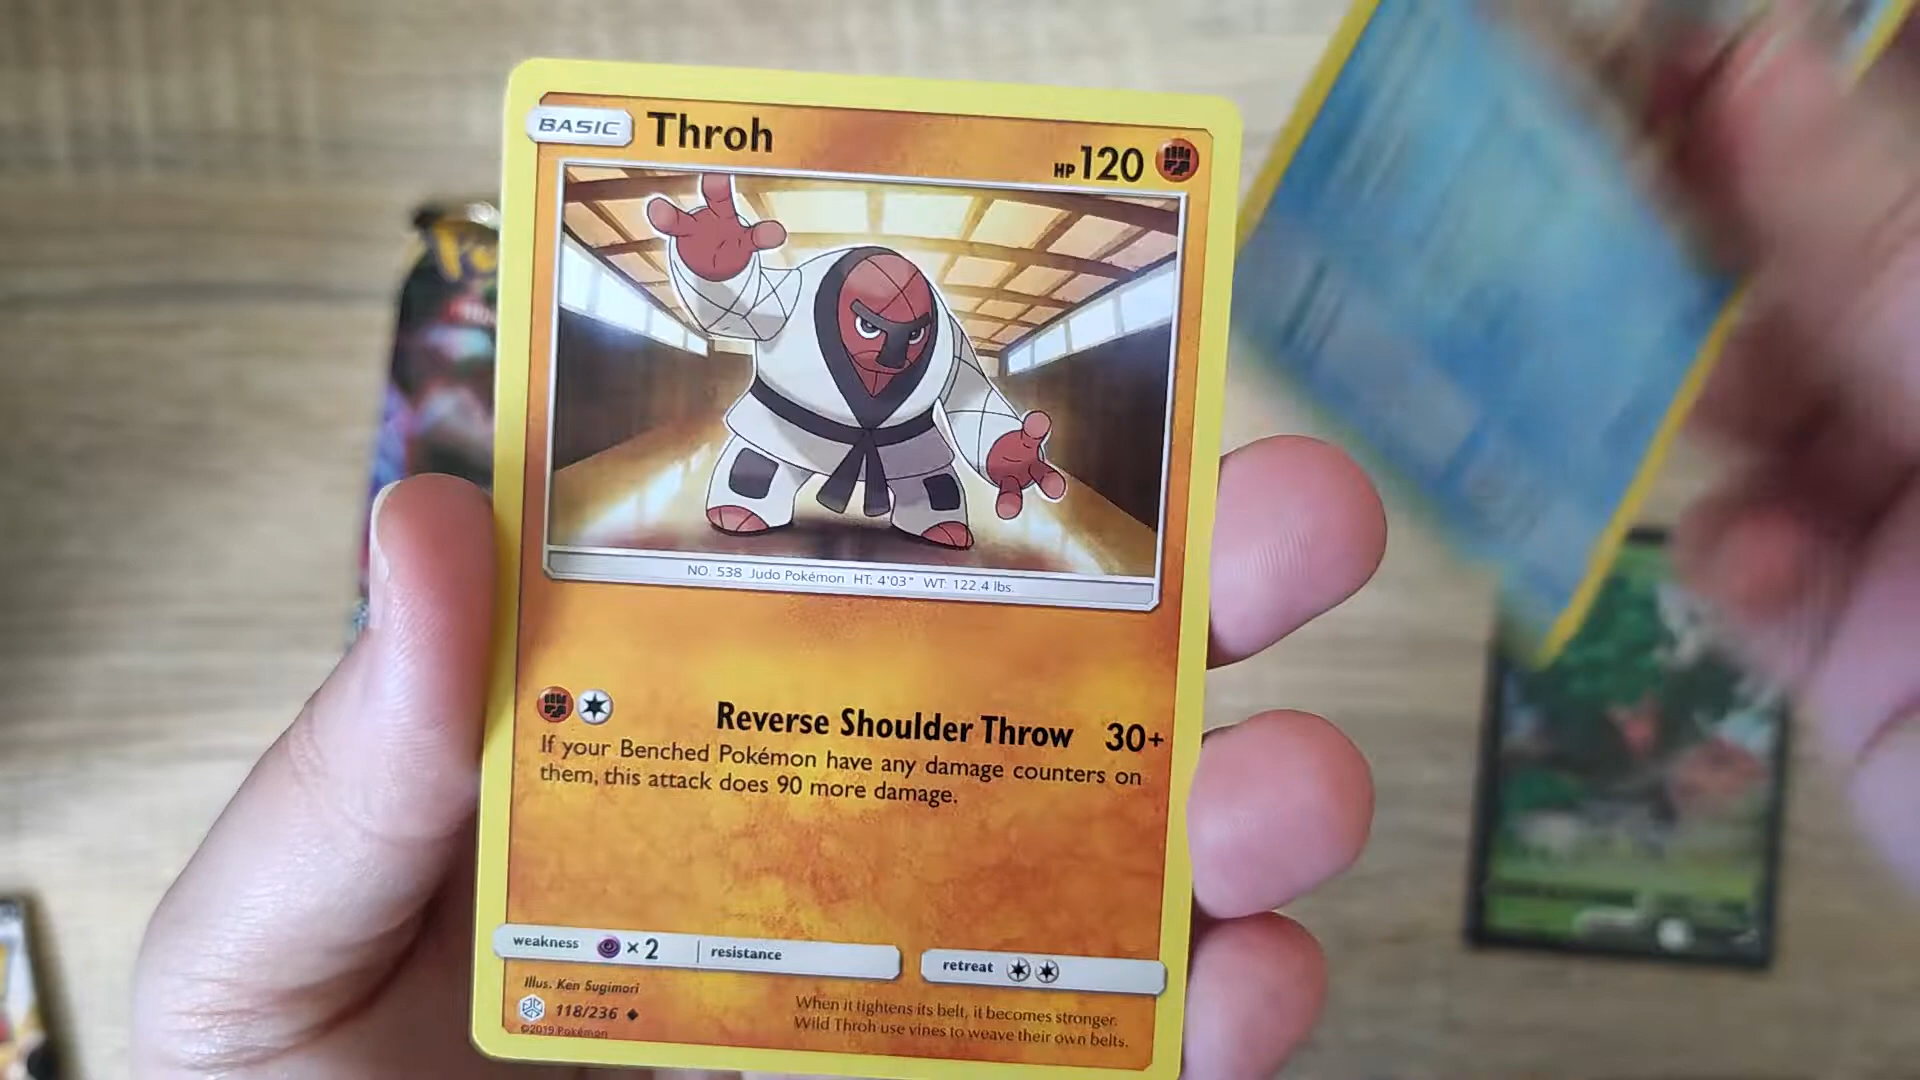 BASIC
Throh
HP 120
NO. 538 Judo Pokémon HT: 4'03" WT: 122.4 lbs.
Reverse Shoulder Throw 30+
If your Benched Pokémon have any damage counters on
them, this attack does 90 more damage.
weakness ×2 resistance
retreat
Illus. Ken Sugimori
118/236
©2019 Pokémon
When it tightens its belt, it becomes stronger.
Wild Throh use vines to weave their own belts.